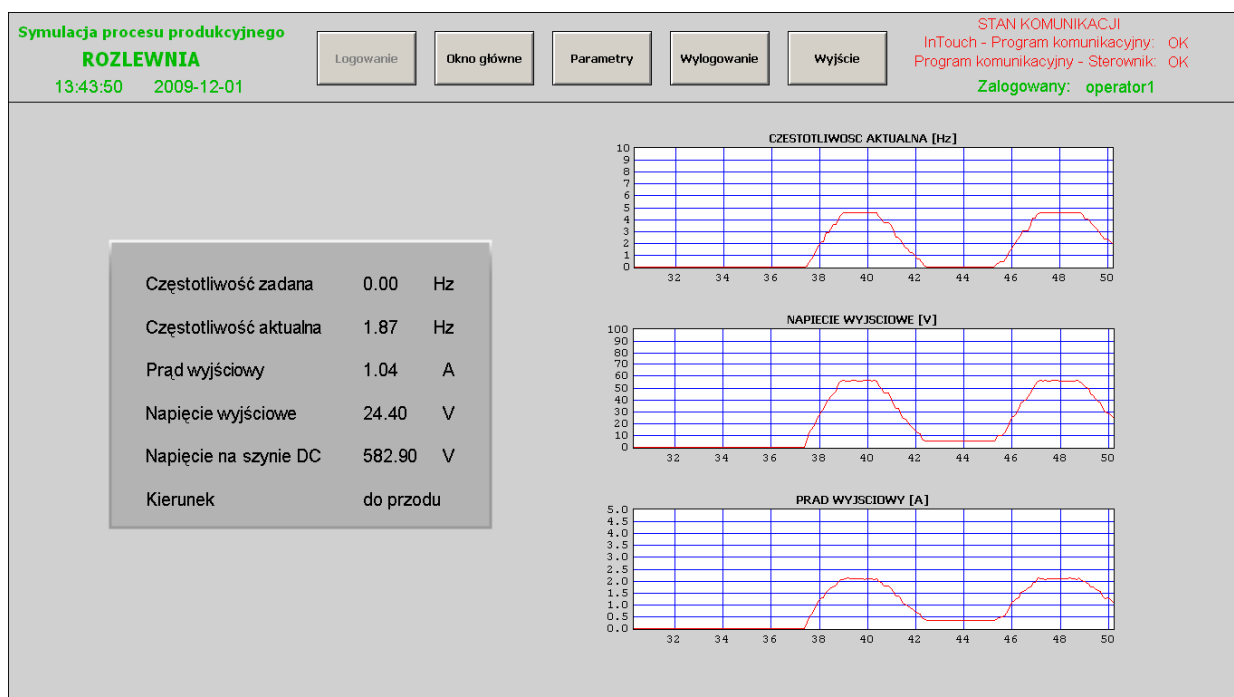 Symulacja procesu produkcyjnego
ROZLEWNIA
13:43:50 2009-12-01
Logowanie
Okno główne
Parametry
Wylogowanie
Wyjście
STAN KOMUNIKACJI
InTouch - Program komunikacyjny: OK
Program komunikacyjny - Sterownik: OK
Zalogowany: operator1
Częstotliwość zadana 0.00 Hz
Częstotliwość aktualna 1.87 Hz
Prąd wyjściowy 1.04 A
Napięcie wyjściowe 24.40 V
Napięcie na szynie DC 582.90 V
Kierunek do przodu
CZESTOTLIWOSC AKTUALNA [Hz]
10
9
8
7
6
5
4
3
2
1
0
32 34 36 38 40 42 44 46 48 50
NAPIECIE WYJSCIOWE [V]
100
90
80
70
60
50
40
30
20
10
0
32 34 36 38 40 42 44 46 48 50
PRAD WYJSCIOWY [A]
5.0
4.5
4.0
3.5
3.0
2.5
2.0
1.5
1.0
0.5
0.0
32 34 36 38 40 42 44 46 48 50